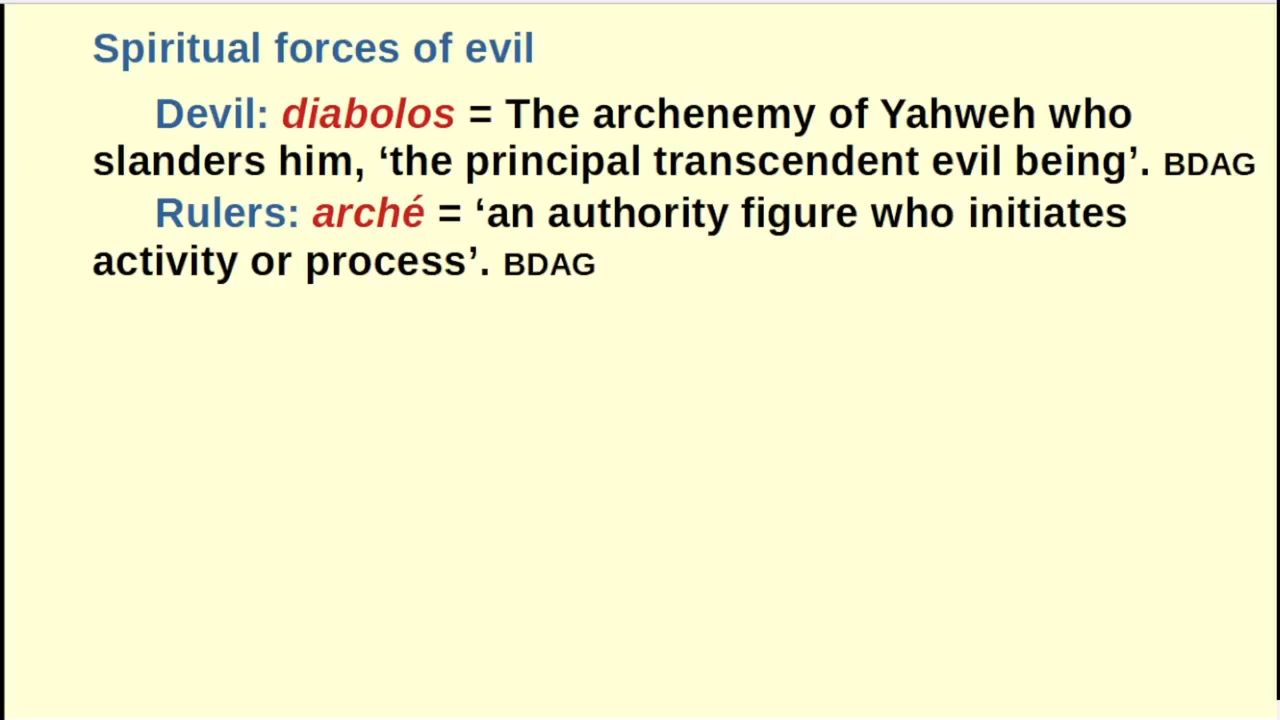 Spiritual forces of evil
Devil: diabolos = The archenemy of Yahweh who
slanders him, ‘the principal transcendent evil being’. BDAG
Rulers: arché = ‘an authority figure who initiates
activity or process’. BDAG